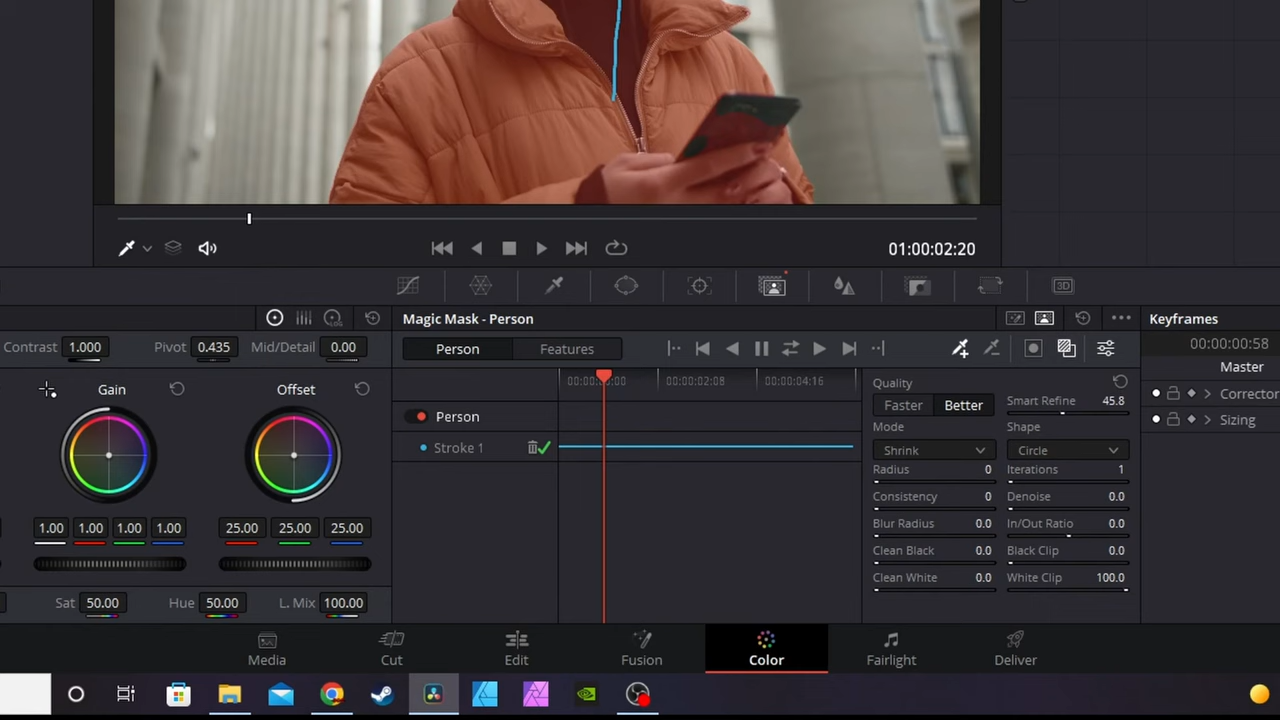 01:00:02:20
Magic Mask - Person
Keyframes
Contrast 1.000 Pivot 0.435 Mid/Detail 0.00
Person Features
00:00:00:58
Master
Gain Offset
00:00:02:08 00:00:04:16
Quality
Faster Better
Smart Refine 45.8
Corrector
Person
Mode Shape
Sizing
Stroke 1
Shrink Circle
Radius 0 Iterations 1
Consistency 0 Denoise 0.0
1.00 1.00 1.00 1.00 25.00 25.00 25.00
Blur Radius 0.0 In/Out Ratio 0.0
Clean Black 0.0 Black Clip 0.0
Clean White 0.0 White Clip 100.0
Sat 50.00 Hue 50.00 L. Mix 100.00
Media Cut Edit Fusion Color Fairlight Deliver